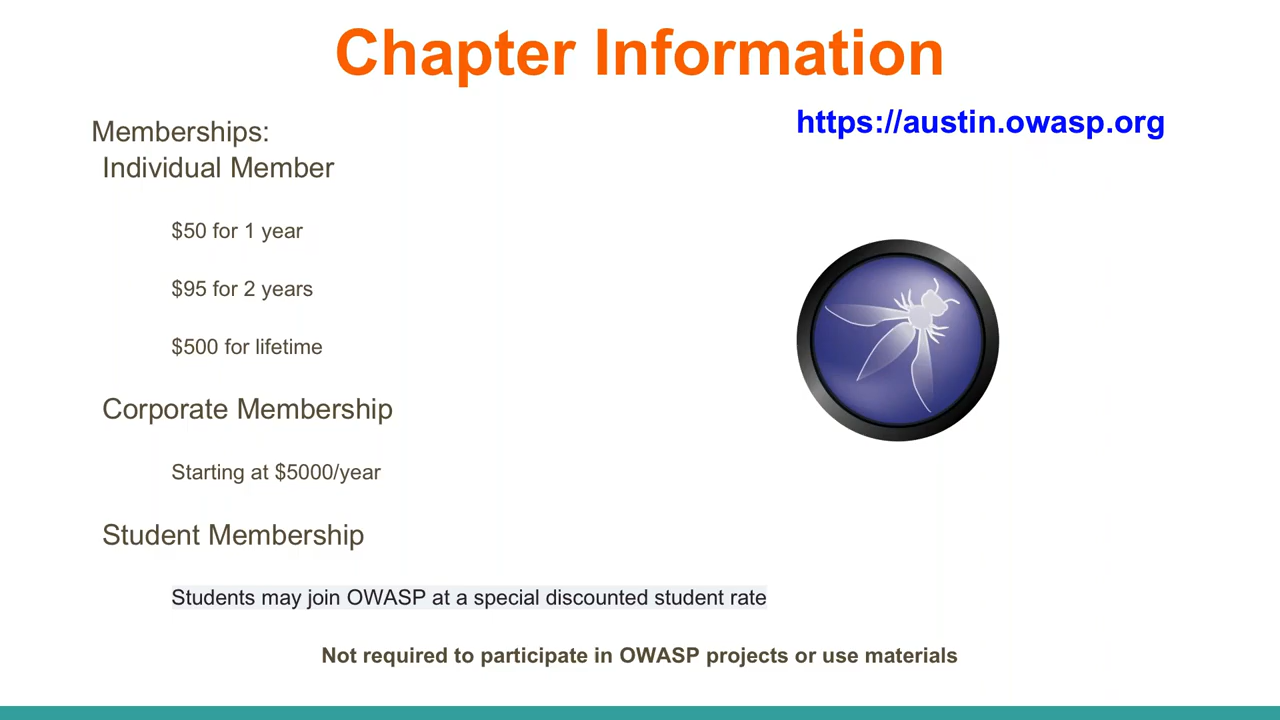 Chapter Information
https://austin.owasp.org
Memberships:
Individual Member
$50 for 1 year
$95 for 2 years
$500 for lifetime
Corporate Membership
Starting at $5000/year
Student Membership
Students may join OWASP at a special discounted student rate
Not required to participate in OWASP projects or use materials